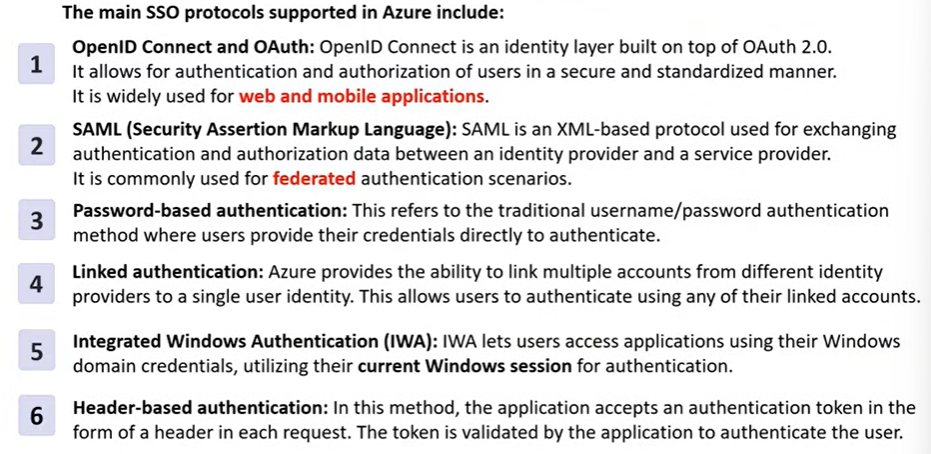 The main SSO protocols supported in Azure include:
1
OpenID Connect and OAuth: OpenID Connect is an identity layer built on top of OAuth 2.0.
It allows for authentication and authorization of users in a secure and standardized manner.
It is widely used for web and mobile applications.
2
SAML (Security Assertion Markup Language): SAML is an XML-based protocol used for exchanging
authentication and authorization data between an identity provider and a service provider.
It is commonly used for federated authentication scenarios.
3
Password-based authentication: This refers to the traditional username/password authentication
method where users provide their credentials directly to authenticate.
4
Linked authentication: Azure provides the ability to link multiple accounts from different identity
providers to a single user identity. This allows users to authenticate using any of their linked accounts.
5
Integrated Windows Authentication (IWA): IWA lets users access applications using their Windows
domain credentials, utilizing their current Windows session for authentication.
6
Header-based authentication: In this method, the application accepts an authentication token in the
form of a header in each request. The token is validated by the application to authenticate the user.